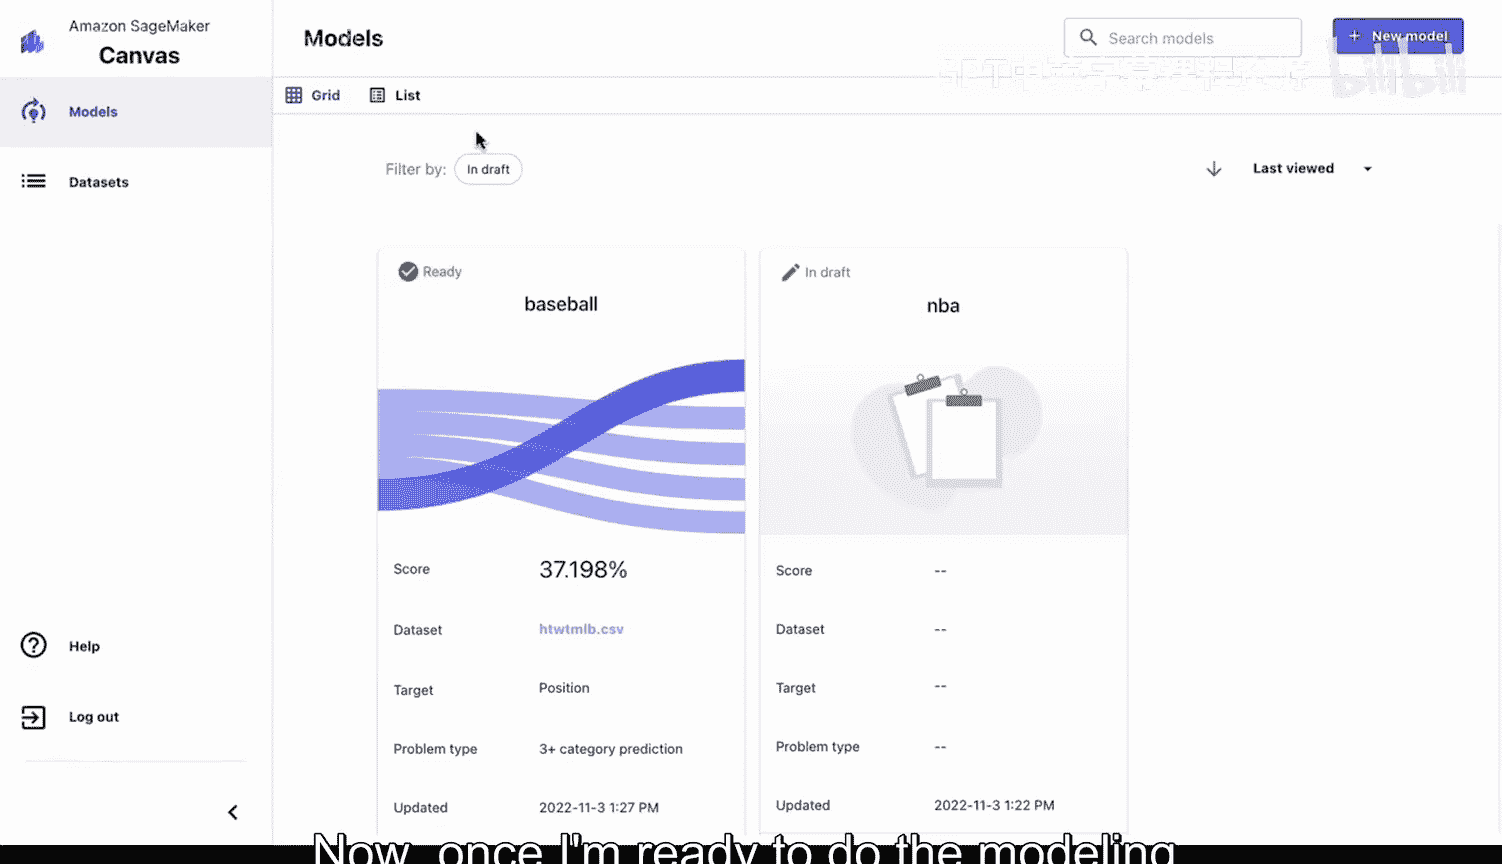 Amazon SageMaker
Canvas
Models
Search models
+ New model
Grid
List
Models
Datasets
Filter by:
In draft
Last viewed
Ready
baseball
Score
37.198%
Dataset
htwtmlb.csv
Target
Position
Problem type
3+ category prediction
Updated
2022-11-3 1:27 PM
In draft
nba
Score
--
Dataset
--
Target
--
Problem type
--
Updated
2022-11-3 1:22 PM
Help
Log out
Now, once I'm ready to do the modeling
bilibili